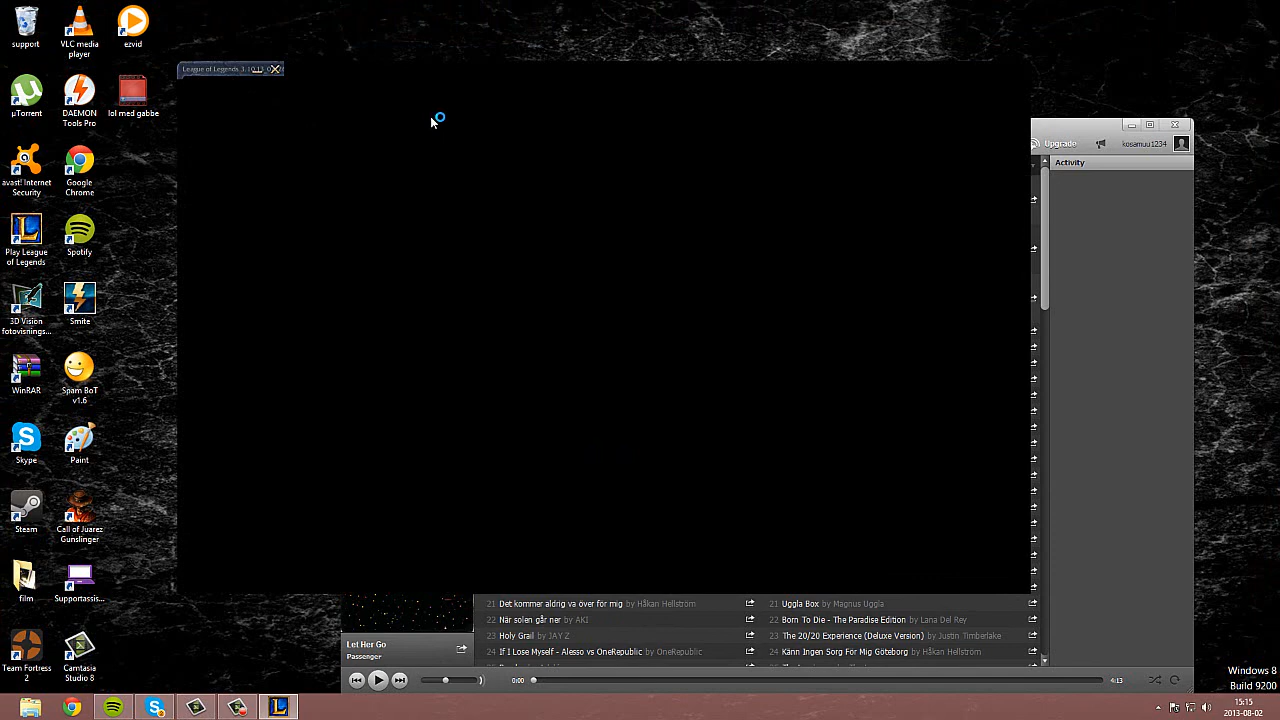 support
VLC media
player
ezvid
µTorrent
DAEMON
Tools Pro
lol med gabbe
avast! Internet
Security
Google
Chrome
Play League
of Legends
Spotify
3D Vision
fotovisnings...
Smite
WinRAR
Spam BoT
v1.6
Skype
Paint
Steam
Call of Juarez
Gunslinger
film
Supportassis...
Team Fortress
2
Camtasia
Studio 8
League of Legends
Upgrade
kosamuu1234
Activity
21 Det kommer aldrig va över för mig by Håkan Hellström
22 När solen går ner by AKI
23 Holy Grail by JAY Z
24 If I Lose Myself - Alesso vs OneRepublic by OneRepublic
21 Uggla Box by Magnus Uggla
22 Born To Die - The Paradise Edition by Lana Del Rey
23 The 20/20 Experience (Deluxe Version) by Justin Timberlake
24 Känn Ingen Sorg För Mig Göteborg by Håkan Hellström
Let Her Go
Passenger
0:00
4:13
Windows 8
Build 9200
15:15
2013-08-02